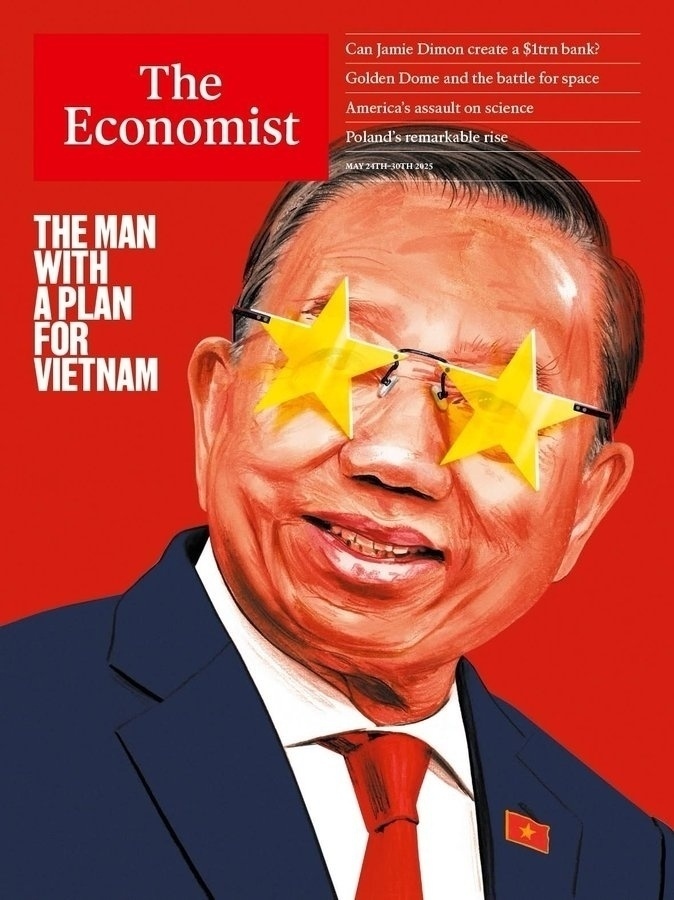 The
Economist
Can Jamie Dimon create a $1trn bank?
Golden Dome and the battle for space
America's assault on science
Poland's remarkable rise
MAY 24TH–30TH 2025
THE MAN
WITH
A PLAN
FOR
VIETNAM